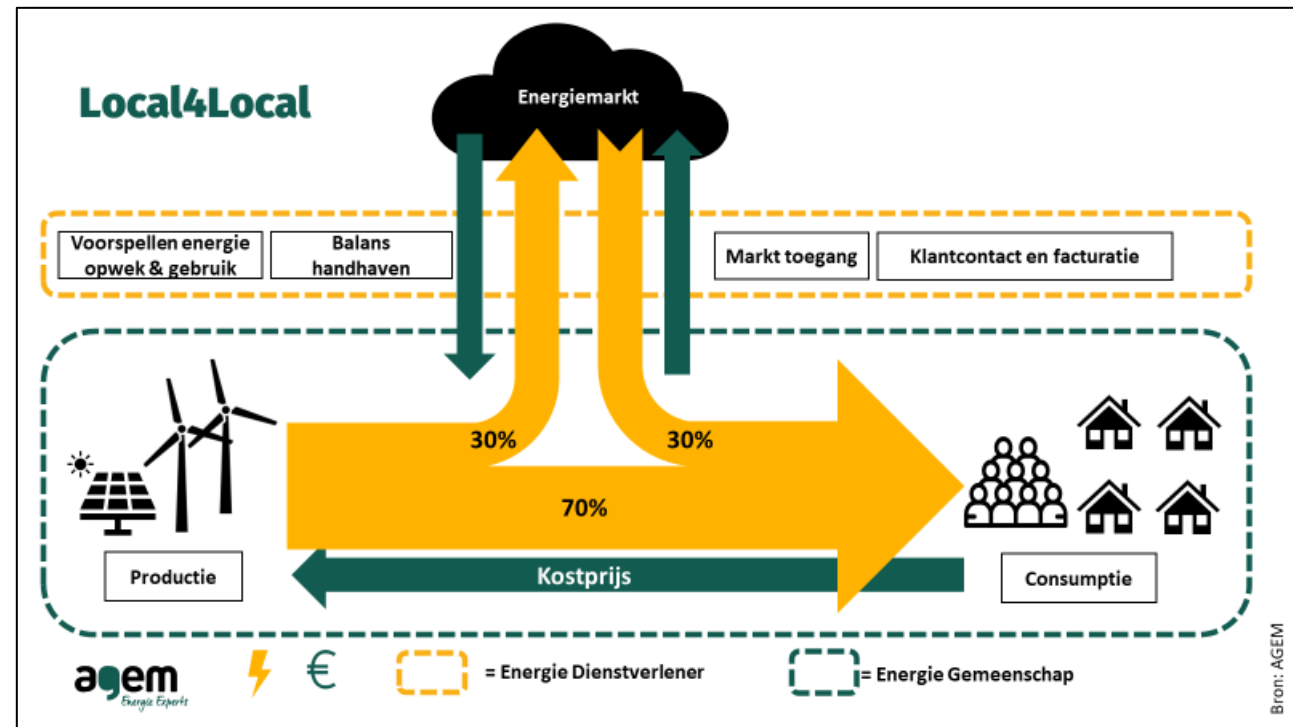 Local4Local
Energiemarkt
Voorspellen energie
opwek & gebruik
Balans
handhaven
Markt toegang
Klantcontact en facturatie
30%
30%
70%
Productie
Kostprijs
Consumptie
agem
Energie Experts
€
= Energie Dienstverlener
= Energie Gemeenschap
Bron: AGEM